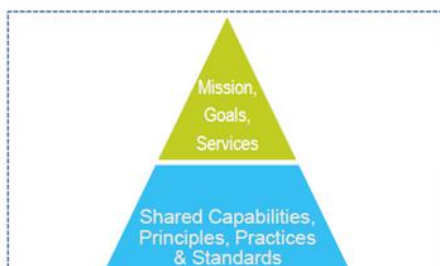 Mission,
Goals,
Services
Shared Capabilities,
Principles, Practices
& Standards